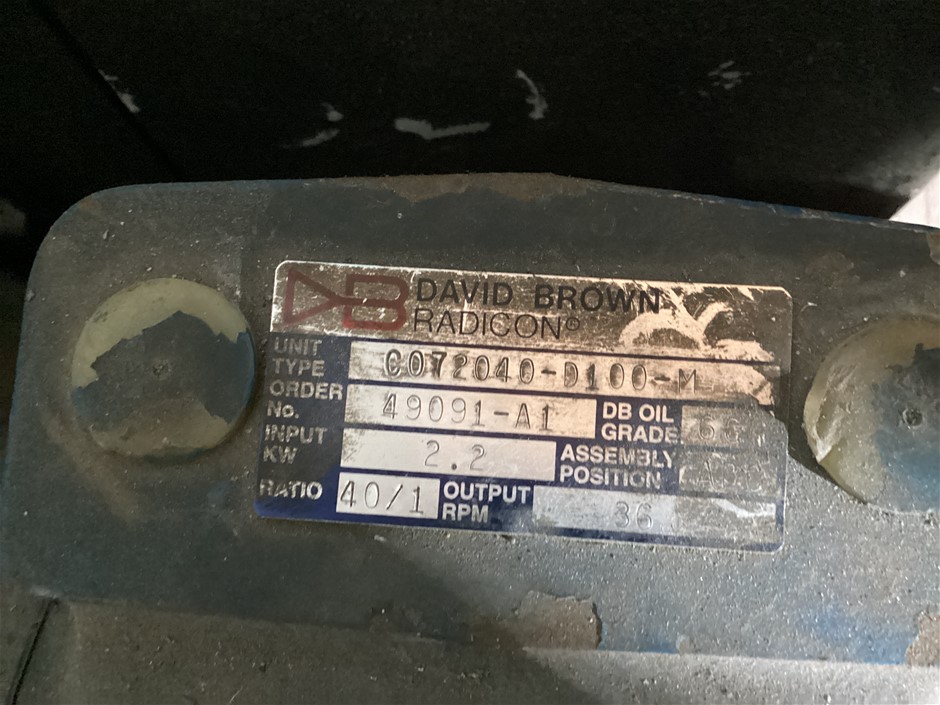 DB DAVID BROWN
RADICON®
UNIT
TYPE C072040-D100-M
ORDER
No. 49091-A1
DB OIL
GRADE
INPUT
KW 2.2
ASSEMBLY
POSITION
RATIO 40/1
OUTPUT
RPM 36